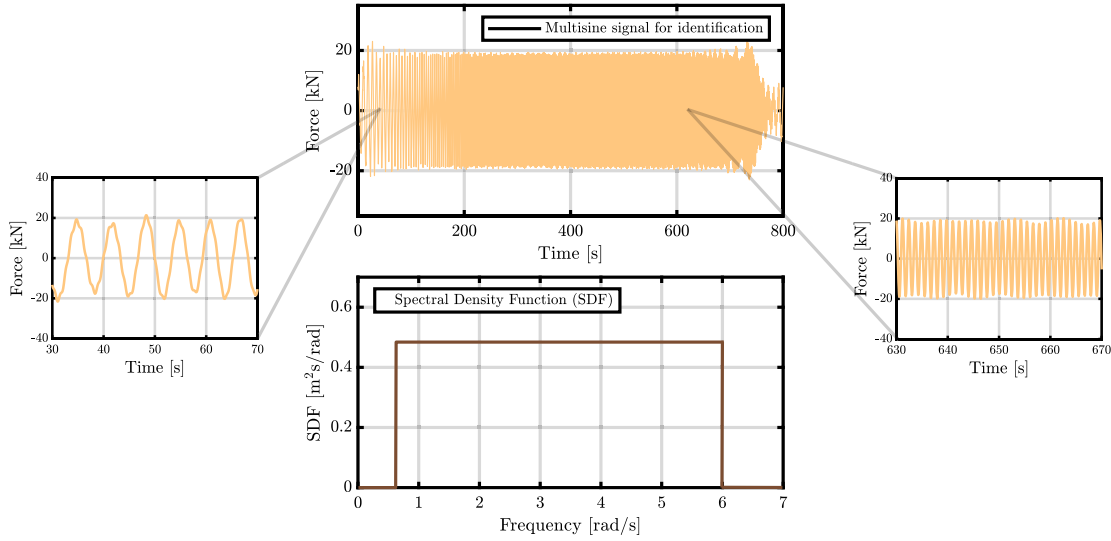 Multisine signal for identification
Force [kN]
20
0
-20
0 200 400 600 800
Time [s]
Force [kN]
40
20
0
-20
-40
30 40 50 60 70
Time [s]
Force [kN]
40
20
0
-20
-40
630 640 650 660 670
Time [s]
Spectral Density Function (SDF)
SDF [m²s/rad]
0.6
0.4
0.2
0
0 1 2 3 4 5 6 7
Frequency [rad/s]